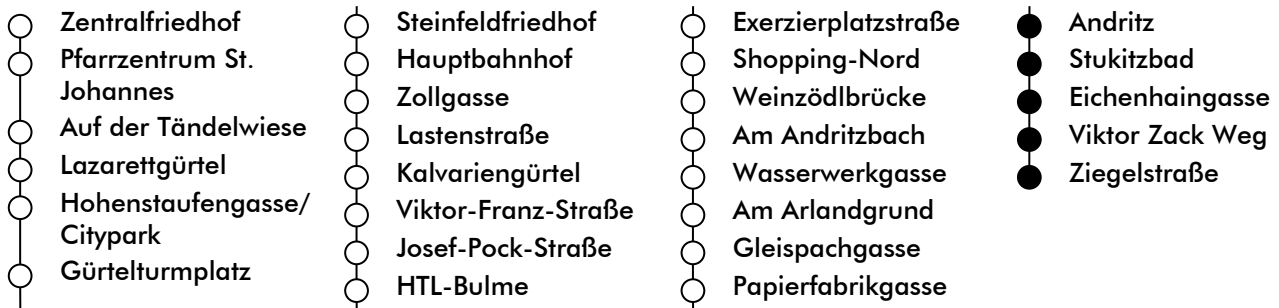 Zentralfriedhof
Pfarrzentrum St.
Johannes
Auf der Tändelwiese
Lazarettgürtel
Hohenstaufengasse/
Citypark
Gürtelturmplatz
Steinfeldfriedhof
Hauptbahnhof
Zollgasse
Lastenstraße
Kalvariengürtel
Viktor-Franz-Straße
Josef-Pock-Straße
HTL-Bulme
Exerzierplatzstraße
Shopping-Nord
Weinzödlbrücke
Am Andritzbach
Wasserwerkgasse
Am Arlandgrund
Gleispachgasse
Papierfabrikgasse
Andritz
Stukitzbad
Eichenhaingasse
Viktor Zack Weg
Ziegelstraße